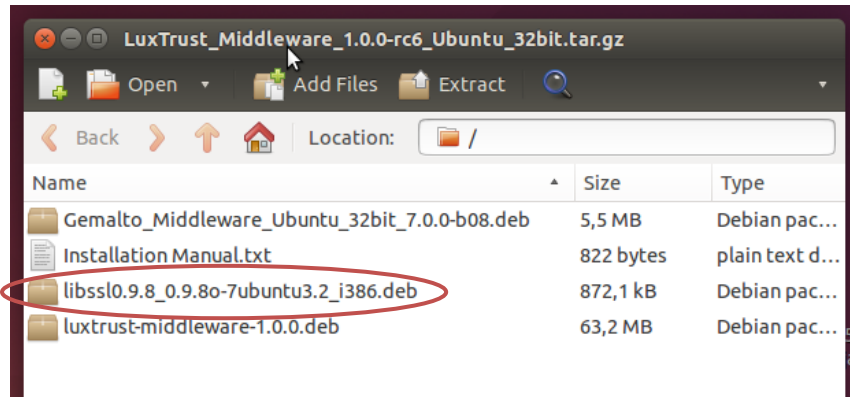 LuxTrust_Middleware_1.0.0-rc6_Ubuntu_32bit.tar.gz
Open Add Files Extract
Back Location: /
Name Size Type
Gemalto_Middleware_Ubuntu_32bit_7.0.0-b08.deb 5,5 MB Debian pac...
Installation Manual.txt 822 bytes plain text d...
libssl0.9.8_0.9.8o-7ubuntu3.2_i386.deb 872,1 kB Debian pac...
luxtrust-middleware-1.0.0.deb 63,2 MB Debian pac...